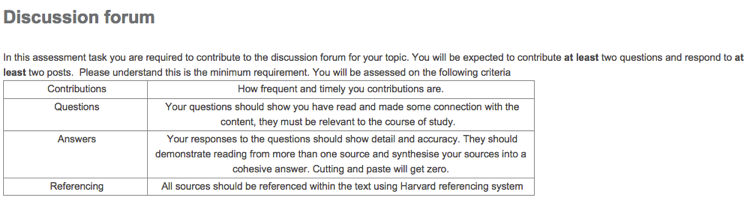 Discussion forum
In this assessment task you are required to contribute to the discussion forum for your topic. You will be expected to contribute at least two questions and respond to at
least two posts. Please understand this is the minimum requirement. You will be assessed on the following criteria
Contributions How frequent and timely you contributions are.
Questions Your questions should show you have read and made some connection with the
content, they must be relevant to the course of study.
Answers Your responses to the questions should show detail and accuracy. They should
demonstrate reading from more than one source and synthesise your sources into a
cohesive answer. Cutting and paste will get zero.
Referencing All sources should be referenced within the text using Harvard referencing system